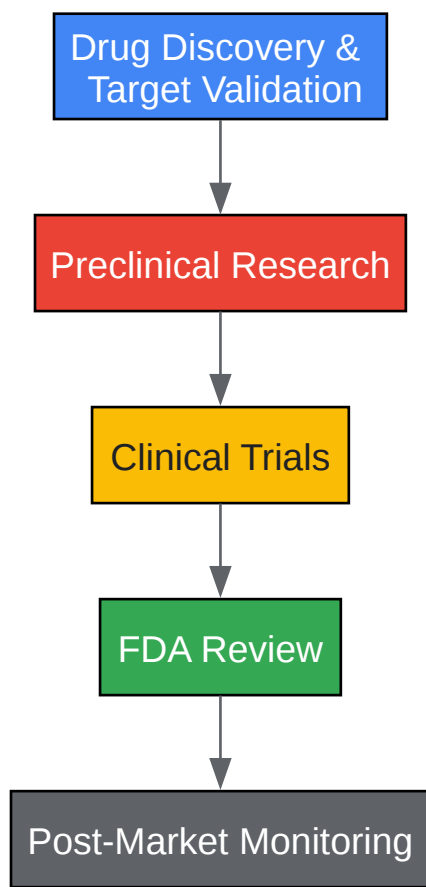 Drug Discovery &
Target Validation
Preclinical Research
Clinical Trials
FDA Review
Post-Market Monitoring